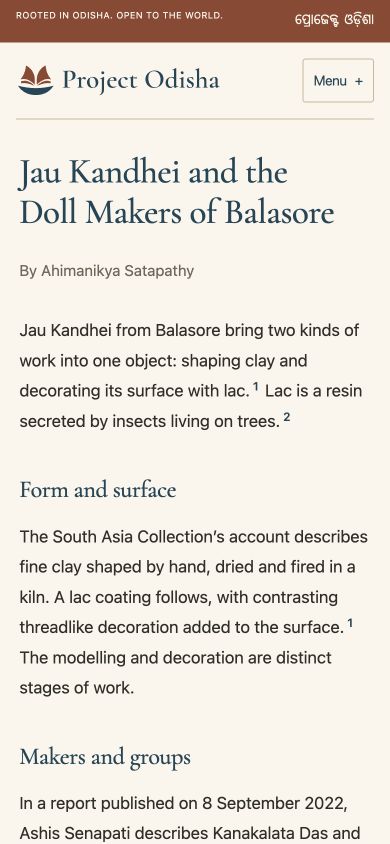 ROOTED IN ODISHA. OPEN TO THE WORLD.
ପ୍ରୋଜେକ୍ଟ ଓଡ଼ିଶା
Project Odisha
Menu +
Jau Kandhei and the
Doll Makers of Balasore
By Ahimanikya Satapathy
Jau Kandhei from Balasore bring two kinds of
work into one object: shaping clay and
decorating its surface with lac. 1 Lac is a resin
secreted by insects living on trees. 2
Form and surface
The South Asia Collection’s account describes
fine clay shaped by hand, dried and fired in a
kiln. A lac coating follows, with contrasting
threadlike decoration added to the surface. 1
The modelling and decoration are distinct
stages of work.
Makers and groups
In a report published on 8 September 2022,
Ashis Senapati describes Kanakalata Das and